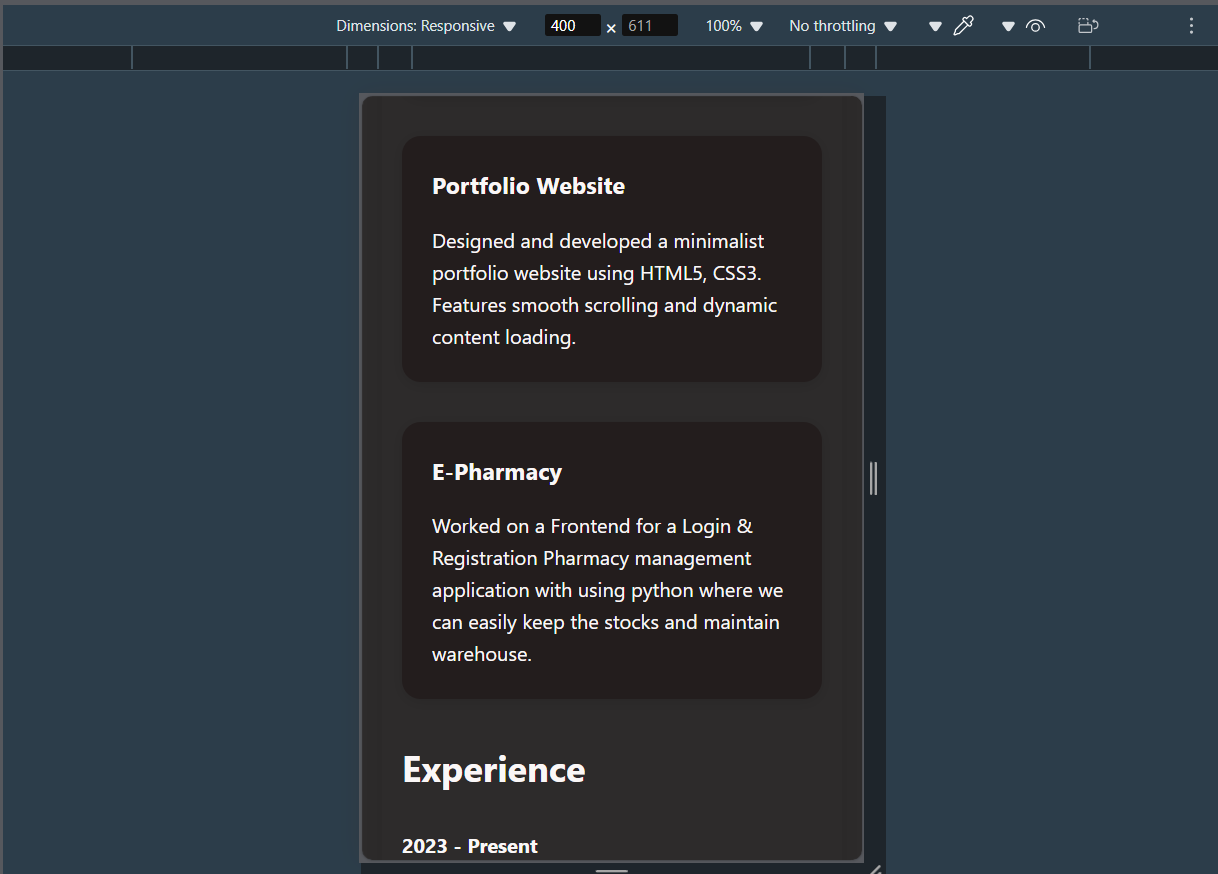 Dimensions: Responsive 400 × 611 100% No throttling
Portfolio Website
Designed and developed a minimalist
portfolio website using HTML5, CSS3.
Features smooth scrolling and dynamic
content loading.
E-Pharmacy
Worked on a Frontend for a Login &
Registration Pharmacy management
application with using python where we
can easily keep the stocks and maintain
warehouse.
Experience
2023 - Present